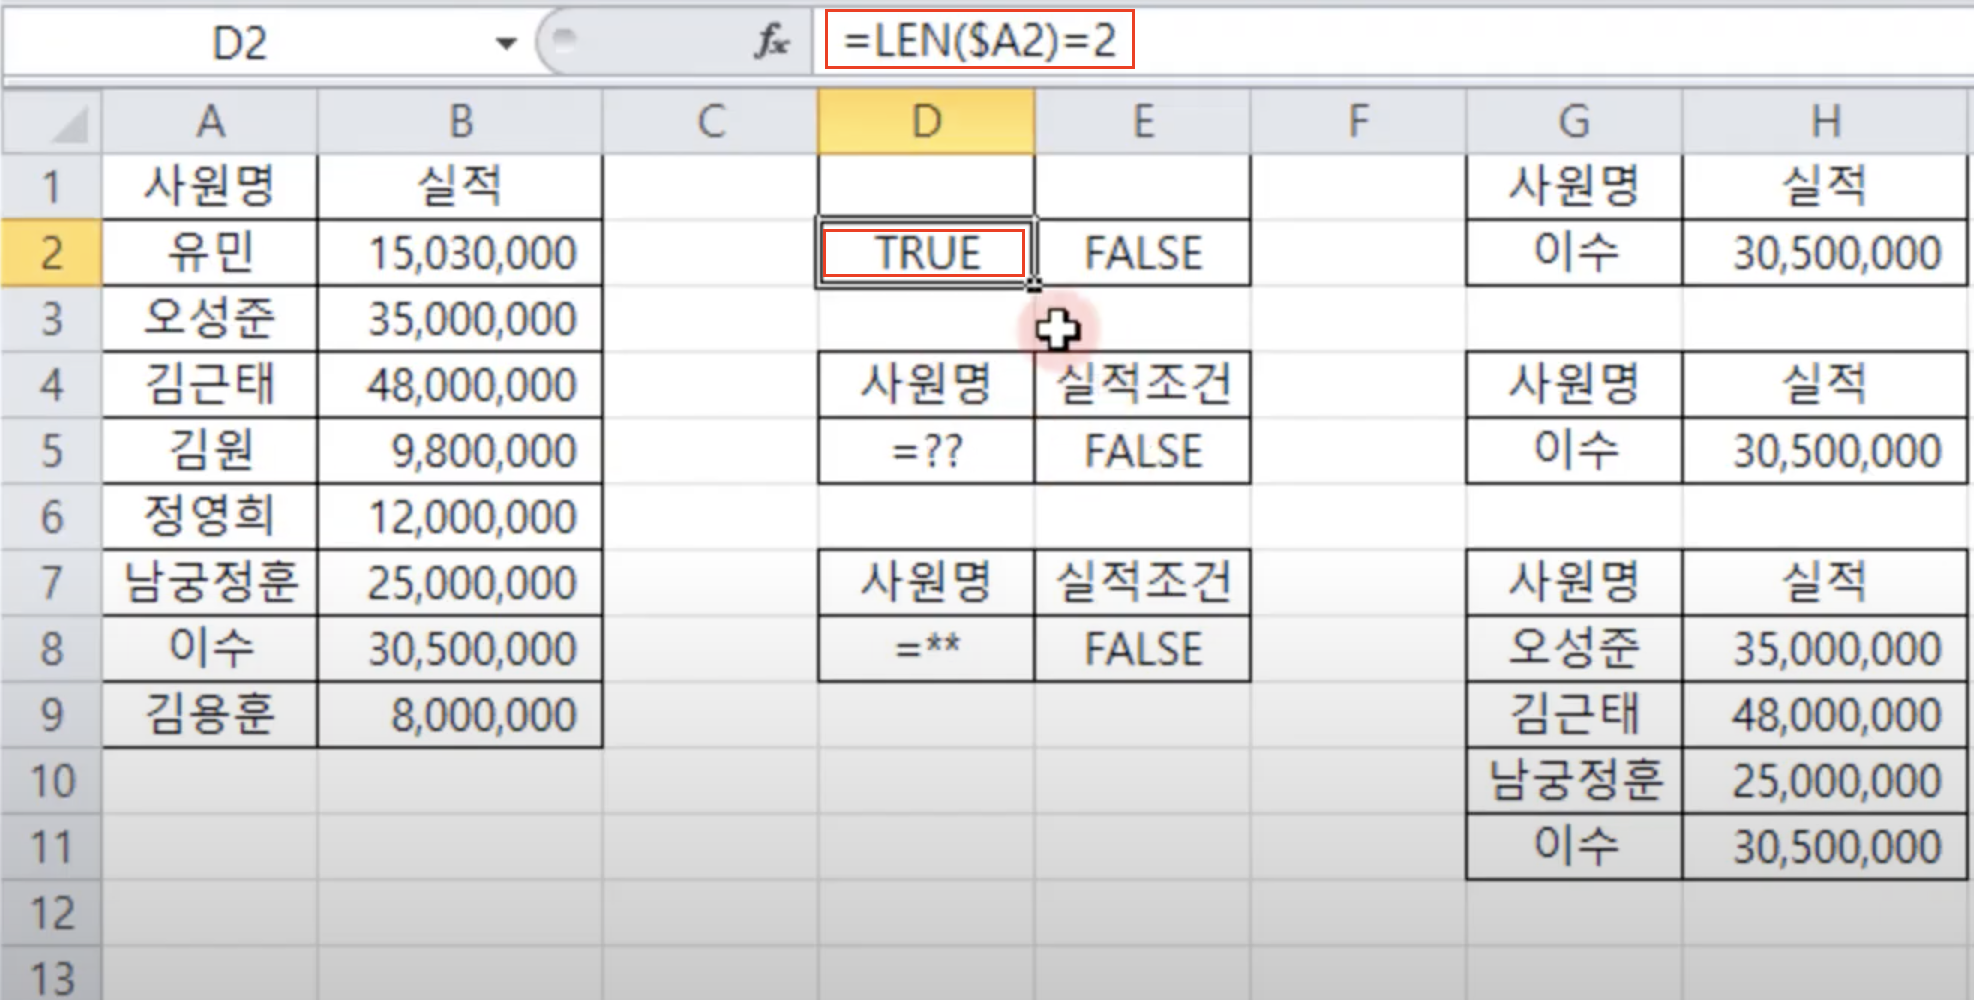 D2 fx =LEN($A2)=2
A B C D E F G H
1 사원명 실적 사원명 실적
2 유민 15,030,000 TRUE FALSE 이수 30,500,000
3 오성준 35,000,000
4 김근태 48,000,000 사원명 실적조건 사원명 실적
5 김원 9,800,000 =?? FALSE 이수 30,500,000
6 정영희 12,000,000
7 남궁정훈 25,000,000 사원명 실적조건 사원명 실적
8 이수 30,500,000 =** FALSE 오성준 35,000,000
9 김용훈 8,000,000 김근태 48,000,000
10 남궁정훈 25,000,000
11 이수 30,500,000
12
13